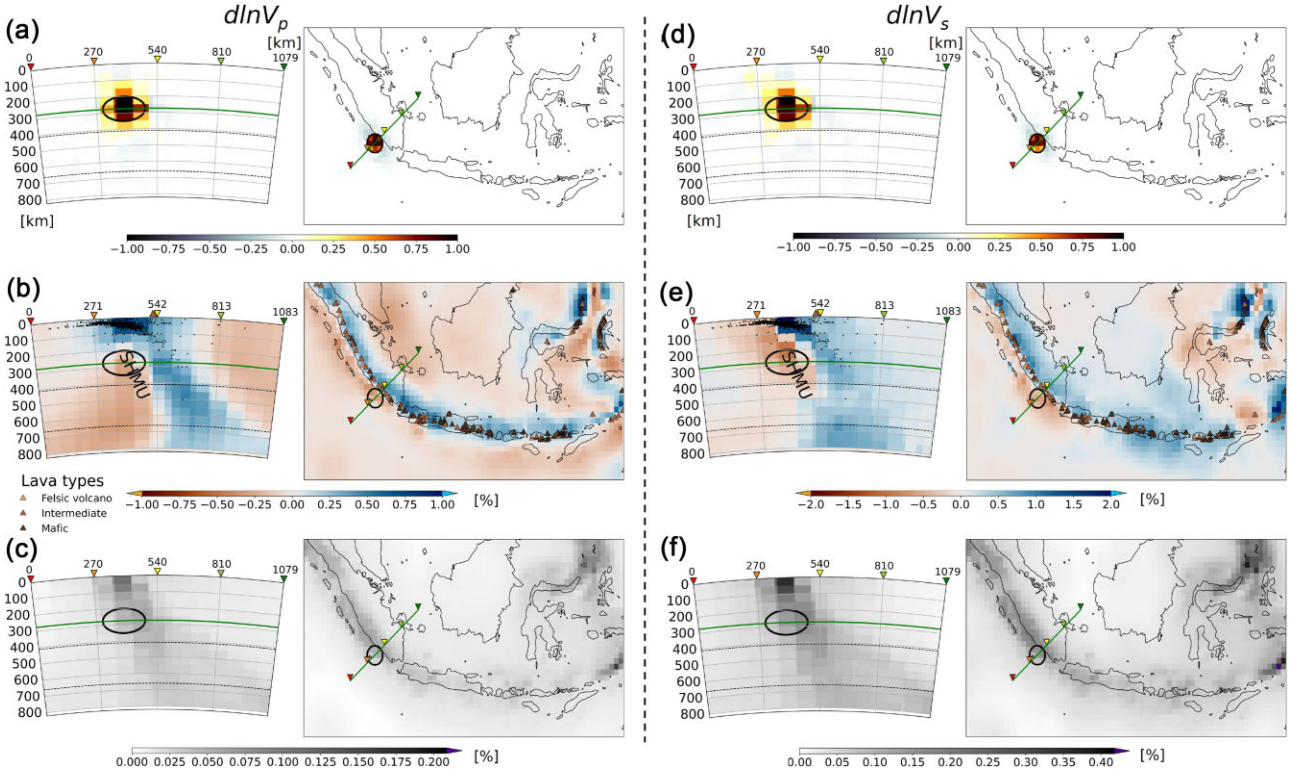 dlnVp
(a)
[km]
0 270 540 810 1079
0
100
200
300
400
500
600
700
800
[km]
−1.00 −0.75 −0.50 −0.25 0.00 0.25 0.50 0.75 1.00
(b)
0 271 542 813 1083
0
100
200
300
400
500
600
700
800
SHMU
Lava types
Felsic volcano
Intermediate
Mafic
−1.00 −0.75 −0.50 −0.25 0.00 0.25 0.50 0.75 1.00 [%]
(c)
0 270 540 810 1079
0
100
200
300
400
500
600
700
800
0.000 0.025 0.050 0.075 0.100 0.125 0.150 0.175 0.200 [%]
dlnVs
(d)
[km]
0 270 540 810 1079
0
100
200
300
400
500
600
700
800
[km]
−1.00 −0.75 −0.50 −0.25 0.00 0.25 0.50 0.75 1.00
(e)
0 271 542 813 1083
0
100
200
300
400
500
600
700
800
SHMU
−2.0 −1.5 −1.0 −0.5 0.0 0.5 1.0 1.5 2.0 [%]
(f)
0 270 540 810 1079
0
100
200
300
400
500
600
700
800
0.00 0.05 0.10 0.15 0.20 0.25 0.30 0.35 0.40 [%]